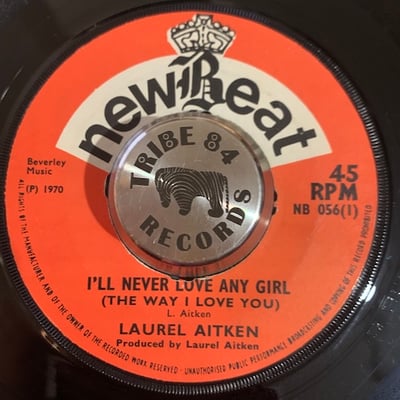 newBeat
TRIBE 84
RECORDS
Beverley
Music
(P) 1970
45
RPM
NB 056(1)
I'LL NEVER LOVE ANY GIRL
(THE WAY I LOVE YOU)
L. Aitken
LAUREL AITKEN
Produced by Laurel Aitken
ALL RIGHTS OF THE MANUFACTURER AND OF THE OWNER OF THE RECORDED WORK RESERVED - UNAUTHORISED PUBLIC PERFORMANCE BROADCASTING AND COPYING OF THIS RECORD PROHIBITED